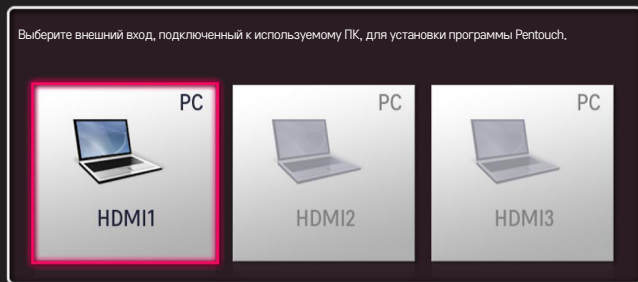 Выберите внешний вход, подключенный к используемому ПК, для установки программы Pentouch.
PC PC PC
HDMI1 HDMI2 HDMI3